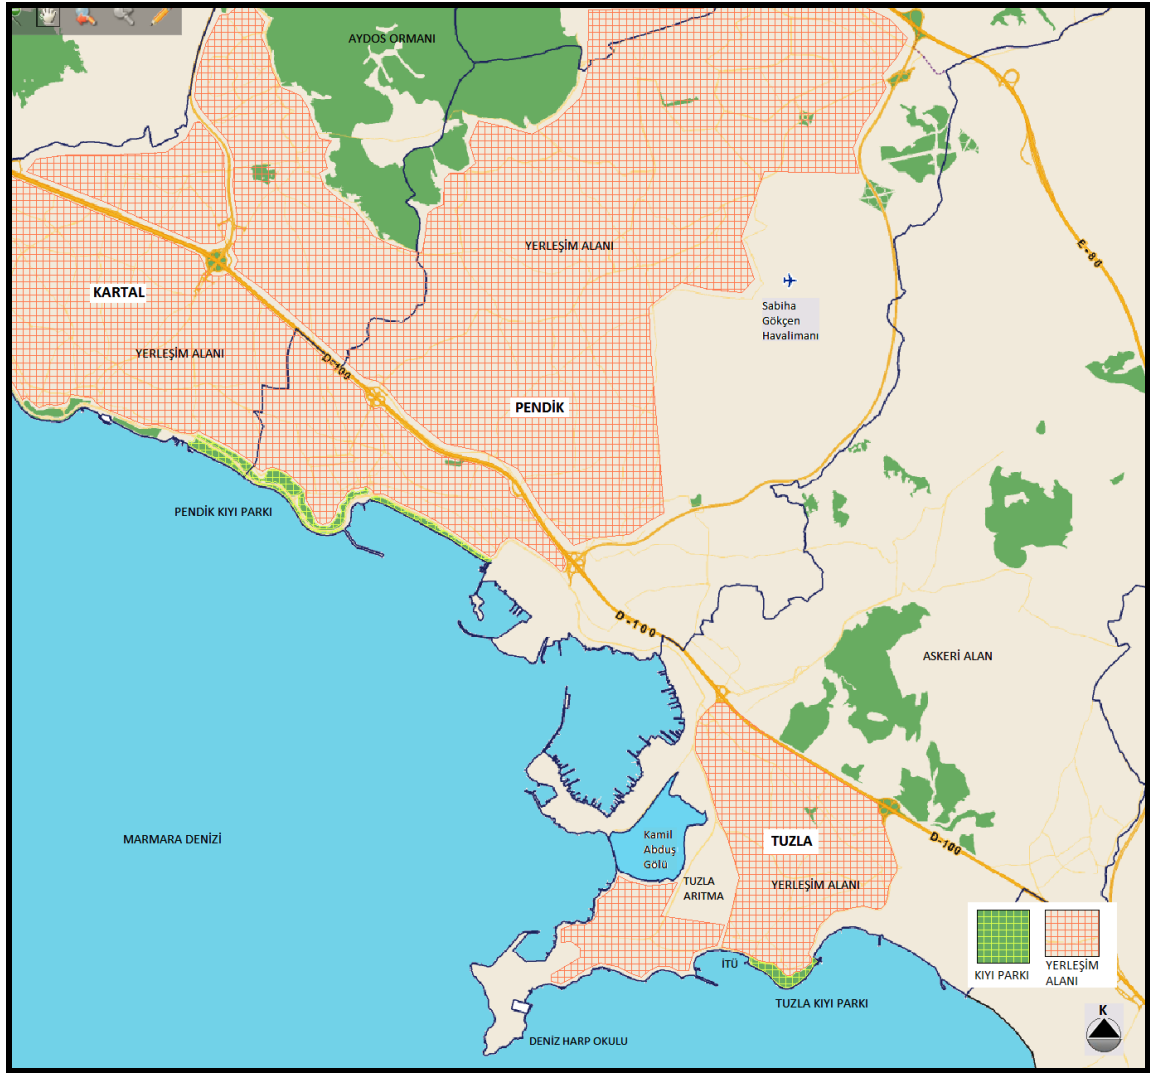 AYDOS ORMANI
YERLEŞİM ALANI
E-80
KARTAL
Sabiha
Gökçen
Havalimanı
YERLEŞİM ALANI
D-100
PENDİK
PENDİK KIYI PARKI
D-100
ASKERİ ALAN
MARMARA DENİZİ
Kamil
Abduş
Gölü
TUZLA
D-100
TUZLA
ARITMA
YERLEŞİM ALANI
İTÜ
KIYI PARKI
YERLEŞİM
ALANI
TUZLA KIYI PARKI
K
DENİZ HARP OKULU